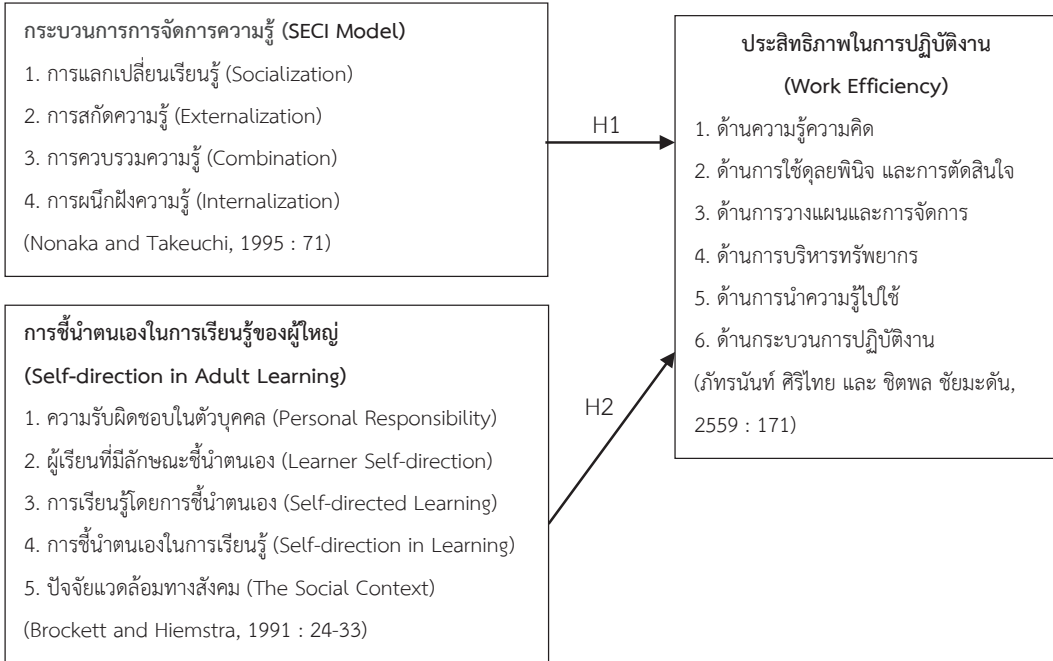 กระบวนการการจัดการความรู้ (SECI Model)
1. การแลกเปลี่ยนเรียนรู้ (Socialization)
2. การสกัดความรู้ (Externalization)
3. การควบรวมความรู้ (Combination)
4. การผนึกฝังความรู้ (Internalization)
(Nonaka and Takeuchi, 1995 : 71)
H1
ประสิทธิภาพในการปฏิบัติงาน
(Work Efficiency)
1. ด้านความรู้ความคิด
2. ด้านการใช้ดุลยพินิจ และการตัดสินใจ
3. ด้านการวางแผนและการจัดการ
4. ด้านการบริหารทรัพยากร
5. ด้านการนำความรู้ไปใช้
6. ด้านกระบวนการปฏิบัติงาน
(ภัทรนันท์ ศิริไทย และ ชิตพล ชัยมะดัน,
2559 : 171)
การชี้นำตนเองในการเรียนรู้ของผู้ใหญ่
(Self-direction in Adult Learning)
1. ความรับผิดชอบในตัวบุคคล (Personal Responsibility)
2. ผู้เรียนที่มีลักษณะชี้นำตนเอง (Learner Self-direction)
3. การเรียนรู้โดยการชี้นำตนเอง (Self-directed Learning)
4. การชี้นำตนเองในการเรียนรู้ (Self-direction in Learning)
5. ปัจจัยแวดล้อมทางสังคม (The Social Context)
(Brockett and Hiemstra, 1991 : 24-33)
H2